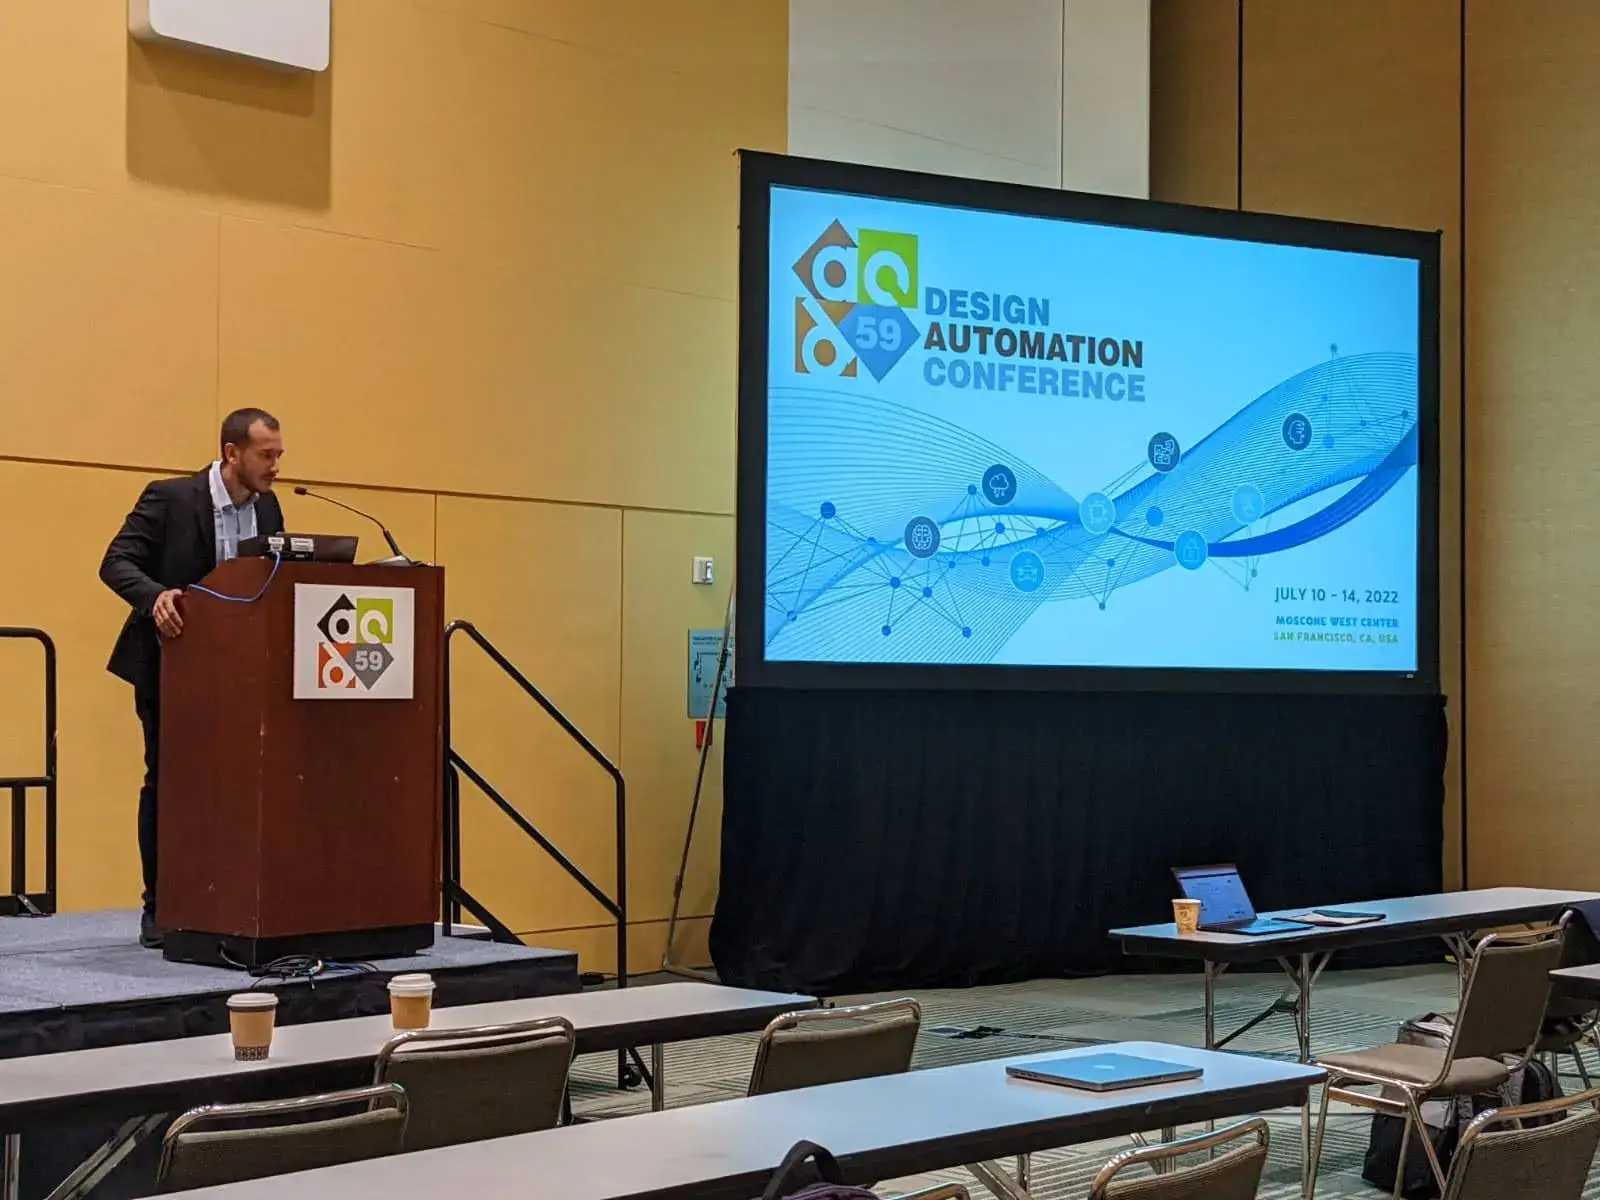 dac
59
DESIGN
AUTOMATION
CONFERENCE
JULY 10 - 14, 2022
MOSCONE WEST CENTER
SAN FRANCISCO, CA, USA
dac
59